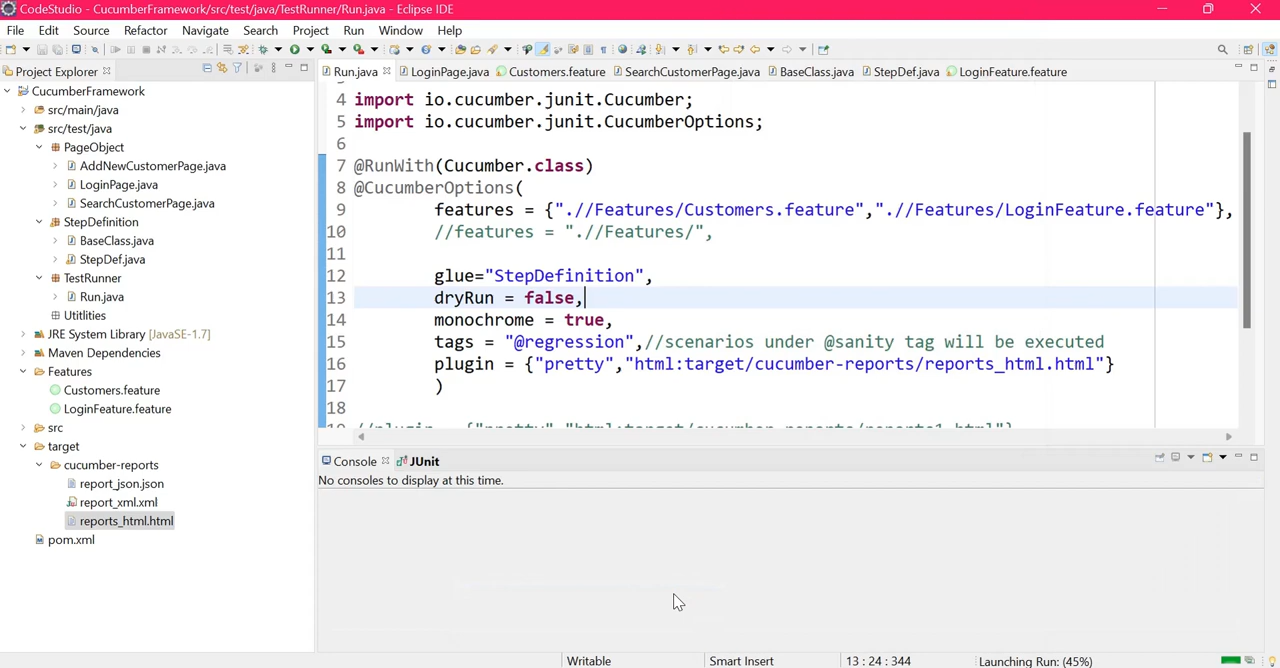 CodeStudio - CucumberFramework/src/test/java/TestRunner/Run.java - Eclipse IDE
File Edit Source Refactor Navigate Search Project Run Window Help
Project Explorer
CucumberFramework
src/main/java
src/test/java
PageObject
AddNewCustomerPage.java
LoginPage.java
SearchCustomerPage.java
StepDefinition
BaseClass.java
StepDef.java
TestRunner
Run.java
Utitlities
JRE System Library [JavaSE-1.7]
Maven Dependencies
Features
Customers.feature
LoginFeature.feature
src
target
cucumber-reports
report_json.json
report_xml.xml
reports_html.html
pom.xml
Run.java LoginPage.java Customers.feature SearchCustomerPage.java BaseClass.java StepDef.java LoginFeature.feature
4 import io.cucumber.junit.Cucumber;
5 import io.cucumber.junit.CucumberOptions;
6
7 @RunWith(Cucumber.class)
8 @CucumberOptions(
9 features = {".//Features/Customers.feature",".//Features/LoginFeature.feature"},
10 //features = ".//Features/",
11
12 glue="StepDefinition",
13 dryRun = false,
14 monochrome = true,
15 tags = "@regression",//scenarios under @sanity tag will be executed
16 plugin = {"pretty","html:target/cucumber-reports/reports_html.html"}
17 )
18
Console JUnit
No consoles to display at this time.
Writable Smart Insert 13 : 24 : 344 Launching Run: (45%)